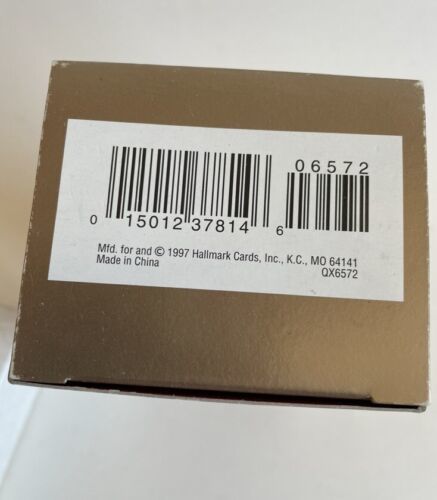 06572
0 15012 37814 6
Mfd. for and © 1997 Hallmark Cards, Inc., K.C., MO 64141
Made in China
QX6572